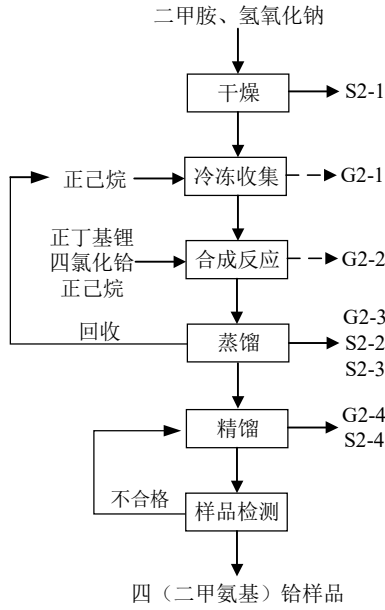 二甲胺、氢氧化钠
干燥
S2-1
正己烷
冷冻收集
G2-1
正丁基锂
四氯化铪
正己烷
合成反应
G2-2
回收
蒸馏
G2-3
S2-2
S2-3
精馏
G2-4
S2-4
不合格
样品检测
四（二甲氨基）铪样品